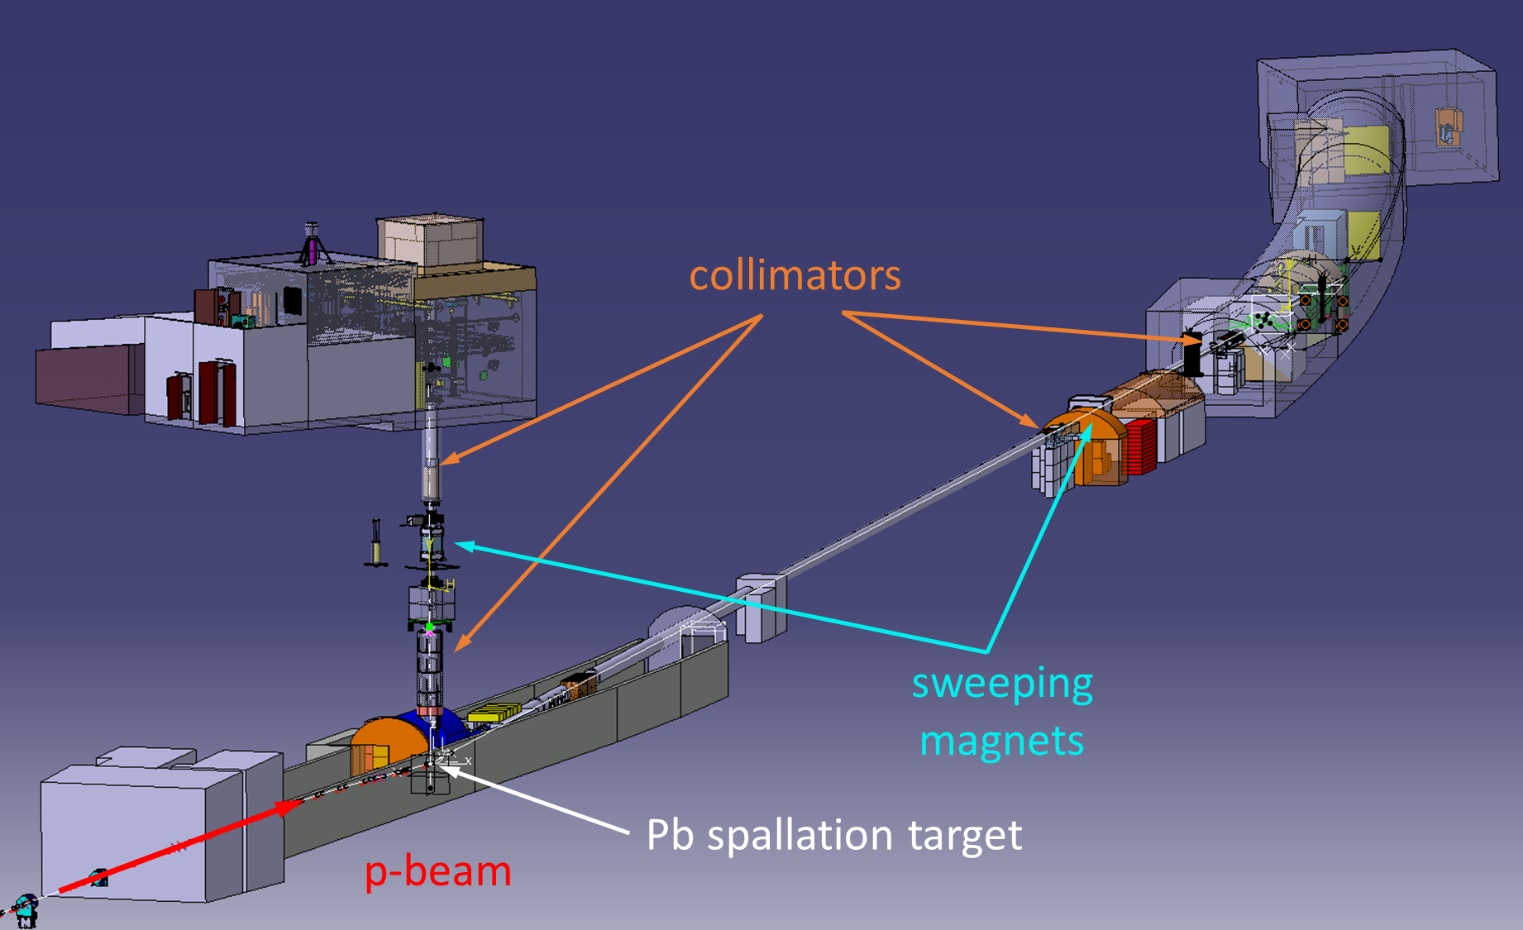 collimators
sweeping
magnets
Pb spallation target
p-beam